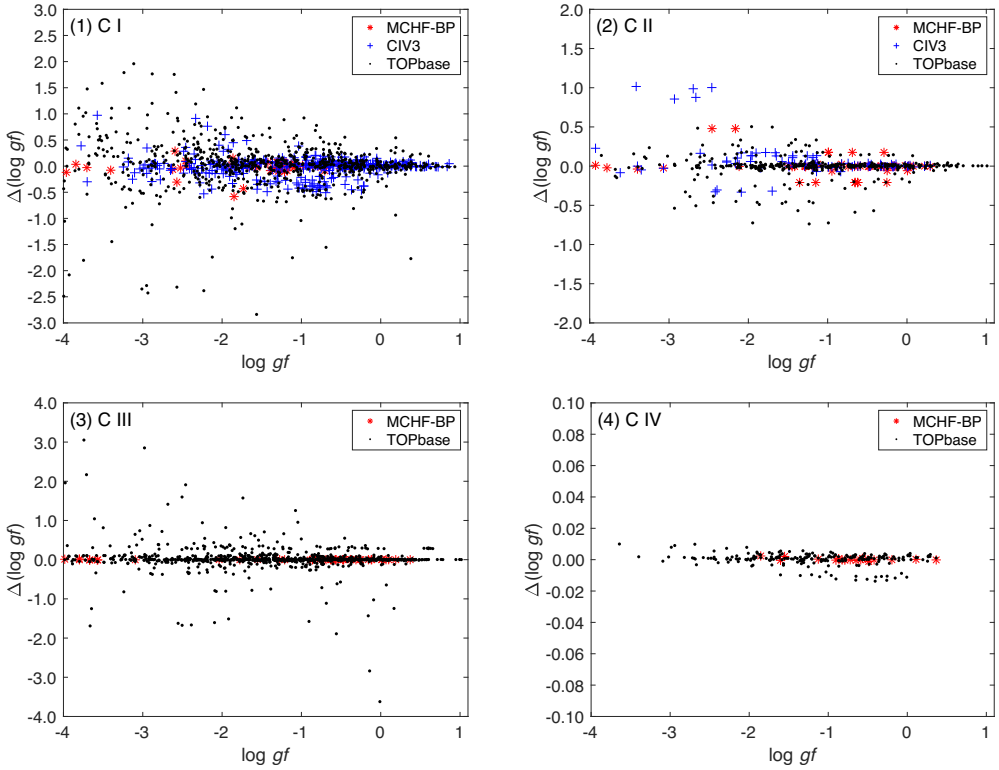 (1) C I
MCHF-BP
CIV3
TOPbase
3.0
2.5
2.0
1.5
1.0
0.5
0.0
-0.5
-1.0
-1.5
-2.0
-2.5
-3.0
Δ(log gf)
-4 -3 -2 -1 0 1
log gf
(2) C II
MCHF-BP
CIV3
TOPbase
2.0
1.5
1.0
0.5
0.0
-0.5
-1.0
-1.5
-2.0
Δ(log gf)
-4 -3 -2 -1 0 1
log gf
(3) C III
MCHF-BP
TOPbase
4.0
3.0
2.0
1.0
0.0
-1.0
-2.0
-3.0
-4.0
Δ(log gf)
-4 -3 -2 -1 0 1
log gf
(4) C IV
MCHF-BP
TOPbase
0.10
0.08
0.06
0.04
0.02
0.00
-0.02
-0.04
-0.06
-0.08
-0.10
Δ(log gf)
-4 -3 -2 -1 0 1
log gf